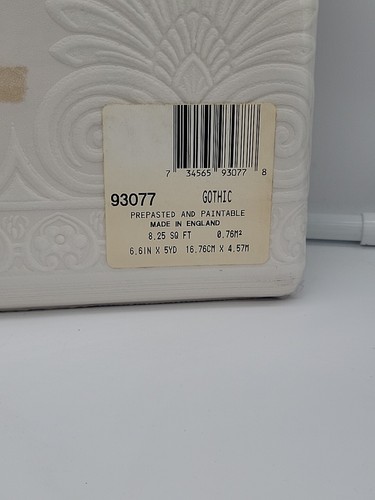 7 34565 93077 8
93077 GOTHIC
PREPASTED AND PAINTABLE
MADE IN ENGLAND
8.25 SQ FT 0.76M²
6.6IN X 5YD 16.76CM X 4.57M